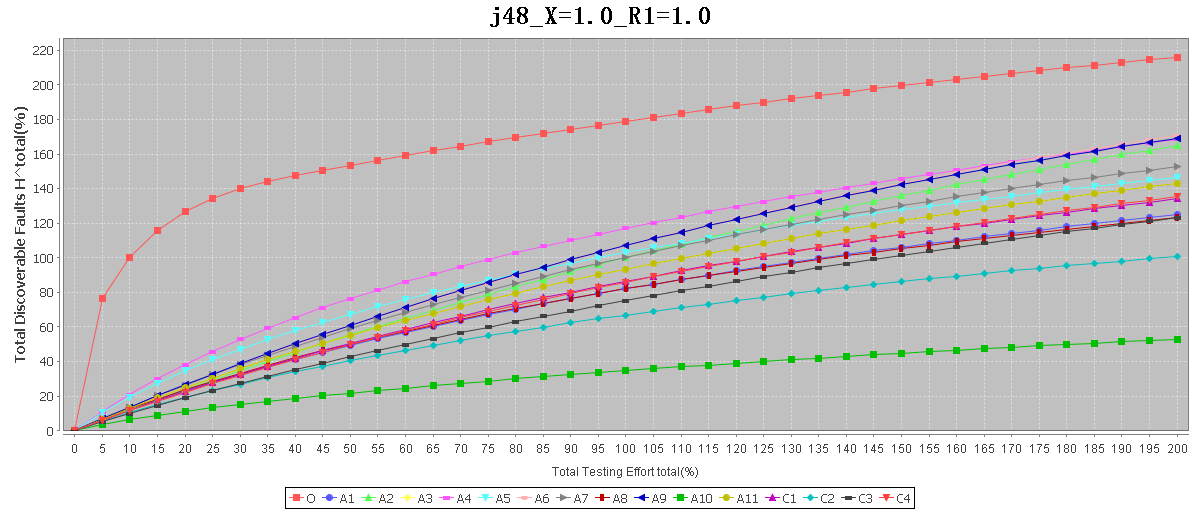 j48_X=1.0_R1=1.0
Total Discoverable Faults H^total(%)
220
200
180
160
140
120
100
80
60
40
20
0
0 5 10 15 20 25 30 35 40 45 50 55 60 65 70 75 80 85 90 95 100 105 110 115 120 125 130 135 140 145 150 155 160 165 170 175 180 185 190 195 200
Total Testing Effort total(%)
O A1 A2 A3 A4 A5 A6 A7 A8 A9 A10 A11 C1 C2 C3 C4